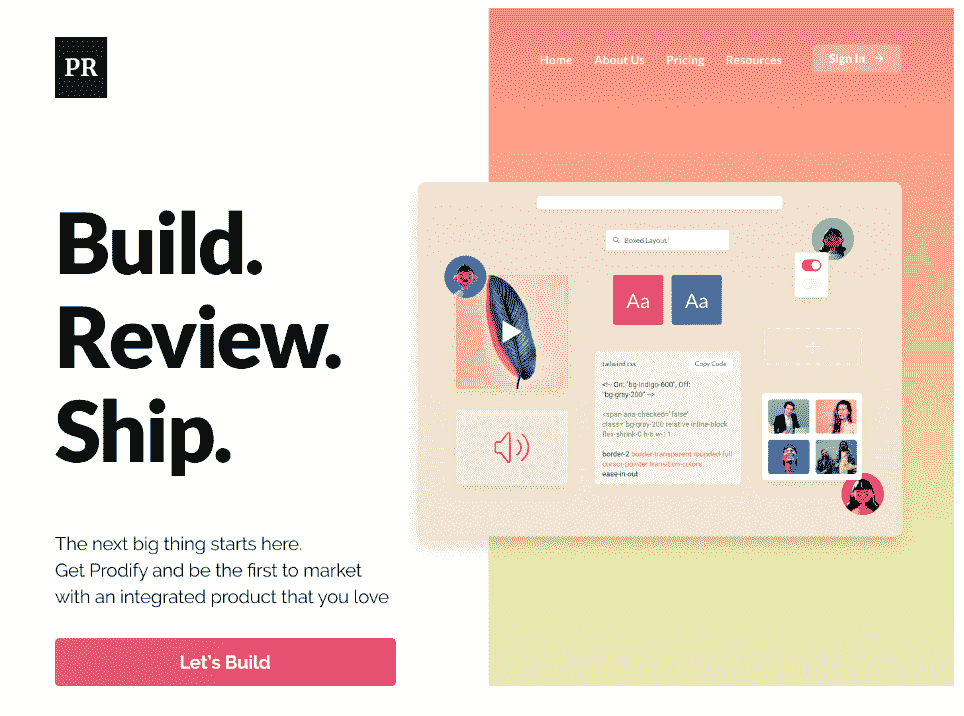 PR
Home About Us Pricing Resources Sign In
Build.
Review.
Ship.
The next big thing starts here.
Get Prodify and be the first to market
with an integrated product that you love
Let's Build
Boxed Layout
Aa Aa
tailwind css Copy Code
<!-- On: "bg-indigo-600", Off:
"bg-gray-200" -->
<span aria-checked="false"
class="bg-gray-200 relative inline-block
flex-shrink-0 h-6 w-11
border-2 border-transparent rounded-full
cursor-pointer transition-colors
ease-in-out